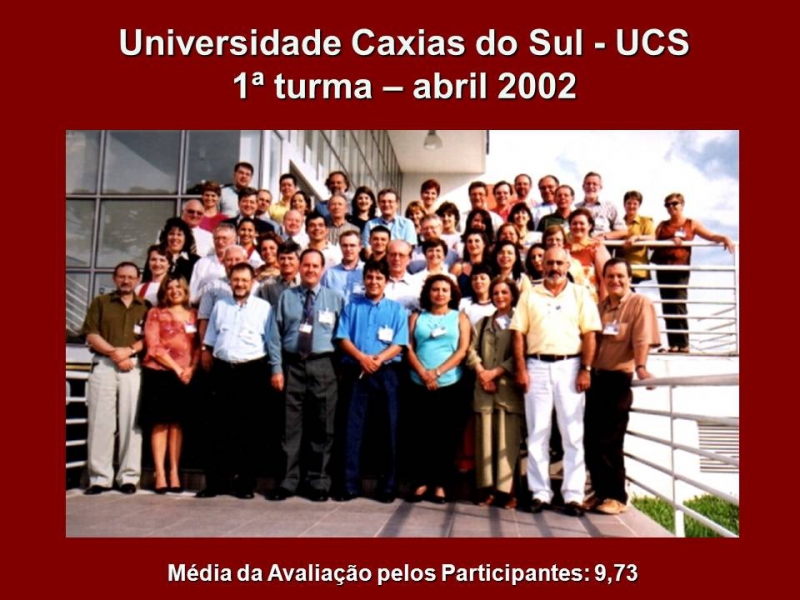 Universidade Caxias do Sul - UCS
1ª turma – abril 2002
Média da Avaliação pelos Participantes: 9,73